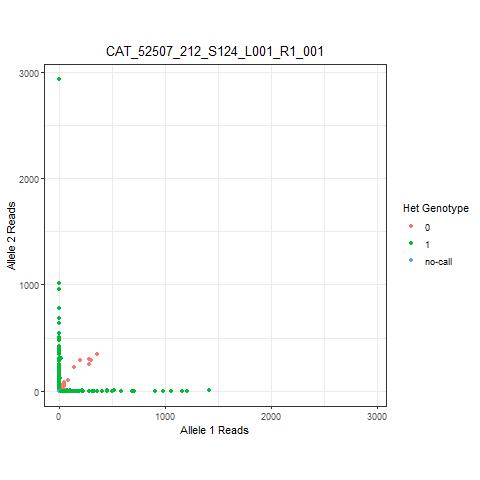 CAT_52507_212_S124_L001_R1_001
3000
2000
1000
0
Allele 2 Reads
0 1000 2000 3000
Allele 1 Reads
Het Genotype
0
1
no-call